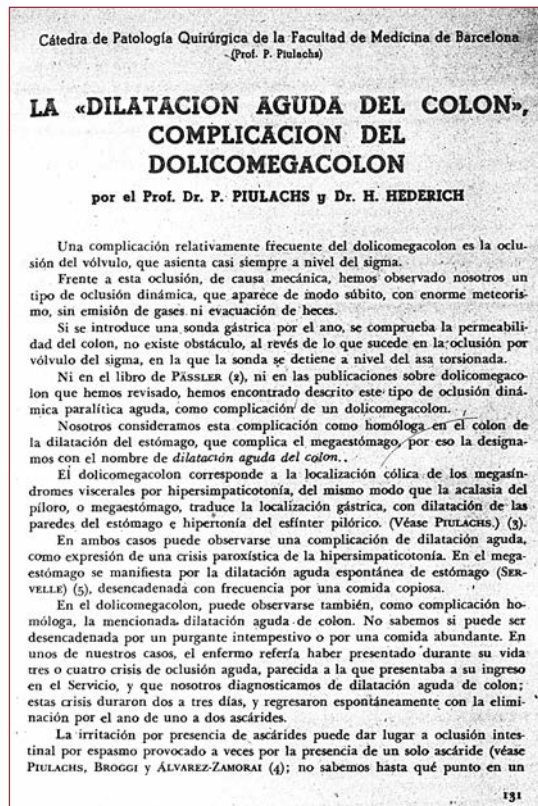 Cátedra de Patología Quirúrgica de la Facultad de Medicina de Barcelona
(Prof. P. Piulachs)
LA «DILATACION AGUDA DEL COLON»,
COMPLICACION DEL
DOLICOMEGACOLON
por el Prof. Dr. P. PIULACHS y Dr. H. HEDERICH
Una complicación relativamente frecuente del dolicomegacolon es la oclu-
sión del vólvulo, que asienta casi siempre a nivel del sigma.
Frente a esta oclusión, de causa mecánica, hemos observado nosotros un
tipo de oclusión dinámica, que aparece de modo súbito, con enorme meteoris-
mo, sin emisión de gases ni evacuación de heces.
Si se introduce una sonda gástrica por el ano, se comprueba la permeabili-
dad del colon, no existe obstáculo, al revés de lo que sucede en la oclusión por
vólvulo del sigma, en la que la sonda se detiene a nivel del asa torsionada.
Ni en el libro de PÄSSLER (2), ni en las publicaciones sobre dolicomegaco-
lon que hemos revisado, hemos encontrado descrito este tipo de oclusión diná-
mica paralítica aguda, como complicación de un dolicomegacolon.
Nosotros consideramos esta complicación como homóloga en el colon de
la dilatación del estómago, que complica el megaestómago, por eso la designa-
mos con el nombre de dilatación aguda del colon..
El dolicomegacolon corresponde a la localización cólica de los megasín-
dromes viscerales por hipersimpaticotonía, del mismo modo que la acalasia del
píloro, o megaestómago, traduce la localización gástrica, con dilatación de las
paredes del estómago e hipertonía del esfínter pilórico. (Véase PIULACHS.) (3).
En ambos casos puede observarse una complicación de dilatación aguda,
como expresión de una crisis paroxística de la hipersimpaticotonía. En el mega-
estómago se manifiesta por la dilatación aguda espontánea de estómago (SER-
VELLE) (5), desencadenada con frecuencia por una comida copiosa.
En el dolicomegacolon, puede observarse también, como complicación ho-
móloga, la mencionada dilatación aguda de colon. No sabemos si puede ser
desencadenada por un purgante intempestivo o por una comida abundante. En
unos de nuestros casos, el enfermo refería haber presentado durante su vida
tres o cuatro crisis de oclusión aguda, parecida a la que presentaba a su ingreso
en el Servicio, y que nosotros diagnosticamos de dilatación aguda de colon;
estas crisis duraron dos a tres días, y regresaron espontáneamente con la elimi-
nación por el ano de uno a dos ascárides.
La irritación por presencia de ascárides puede dar lugar a oclusión intes-
tinal por espasmo provocado a veces por la presencia de un solo ascáride (véase
PIULACHS, BROGGI y ÁLVAREZ-ZAMORAI (4); no sabemos hasta qué punto en un
131